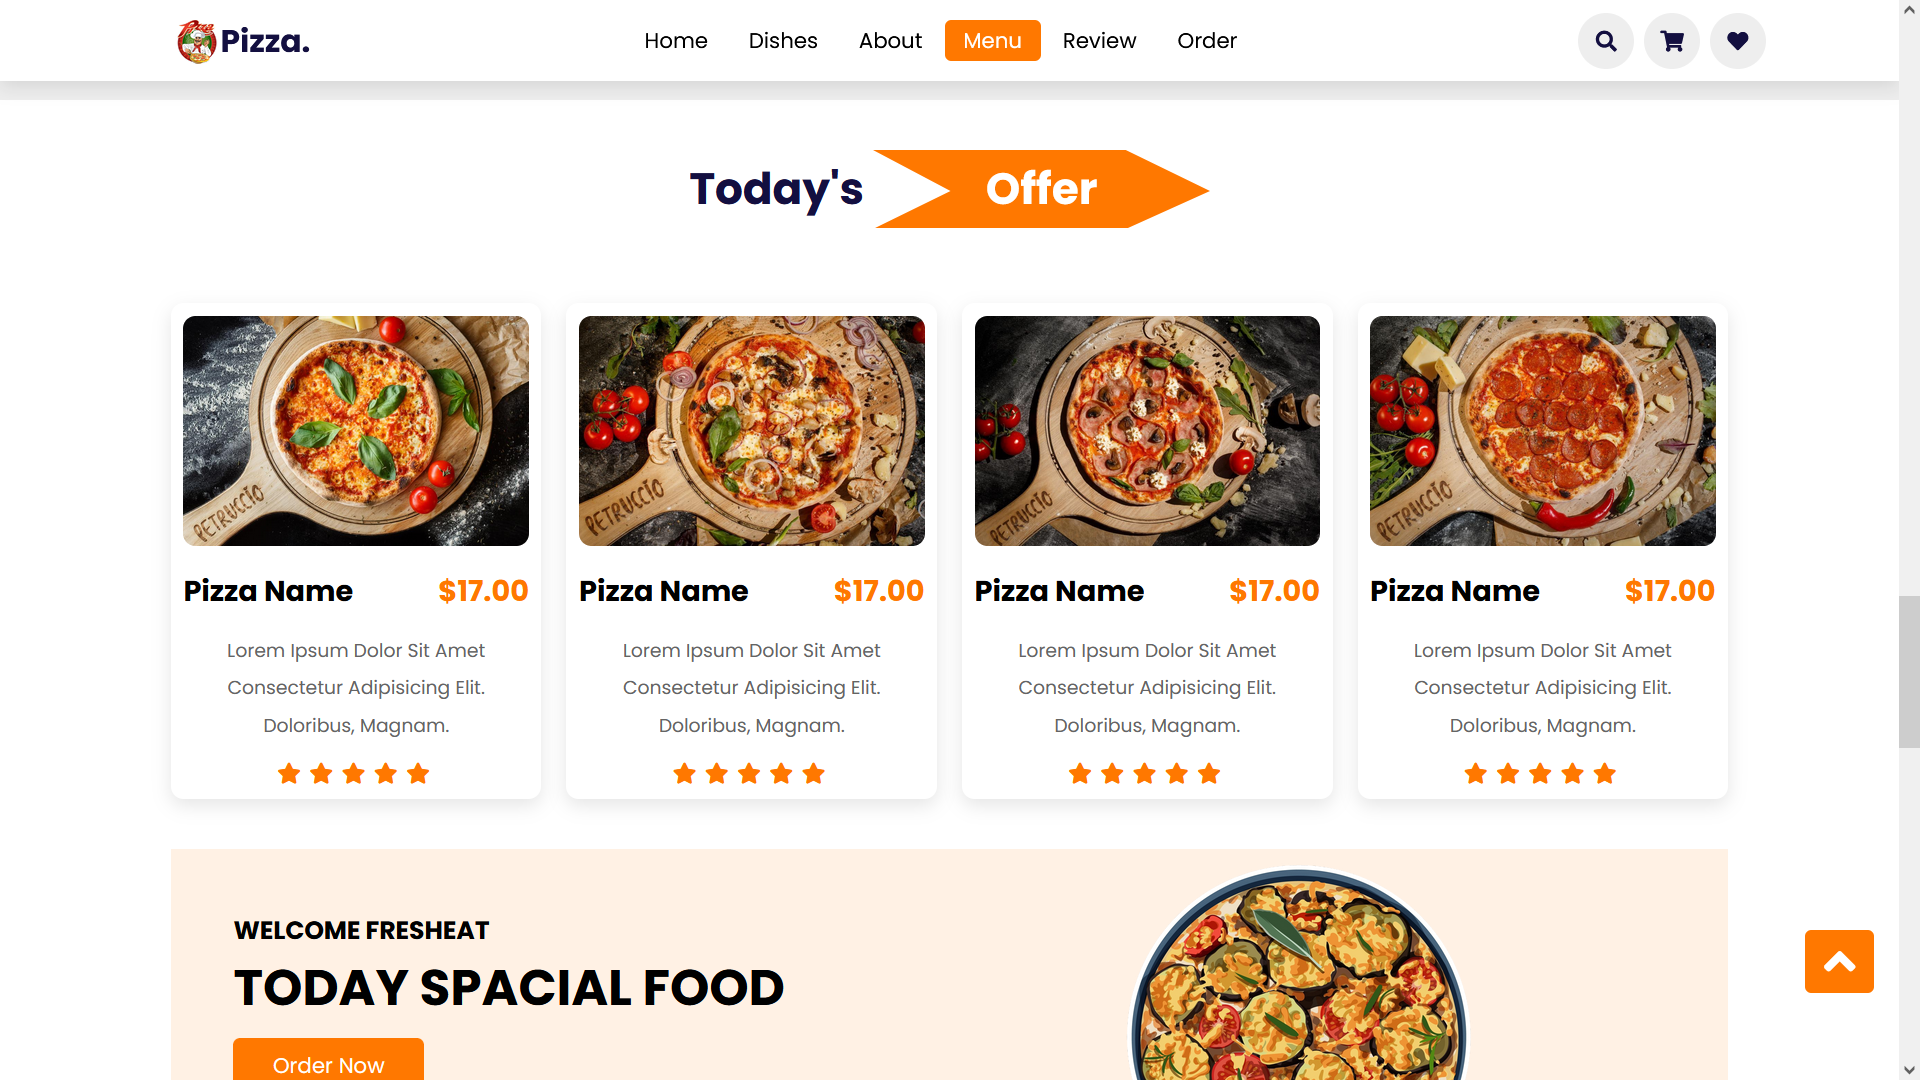 Pizza.
Home Dishes About Menu Review Order
Today's Offer
PETRUCCIO
PETRUCCIO
PETRUCCIO
PETRUCCIO
Pizza Name $17.00
Lorem Ipsum Dolor Sit Amet
Consectetur Adipisicing Elit.
Doloribus, Magnam.
Pizza Name $17.00
Lorem Ipsum Dolor Sit Amet
Consectetur Adipisicing Elit.
Doloribus, Magnam.
Pizza Name $17.00
Lorem Ipsum Dolor Sit Amet
Consectetur Adipisicing Elit.
Doloribus, Magnam.
Pizza Name $17.00
Lorem Ipsum Dolor Sit Amet
Consectetur Adipisicing Elit.
Doloribus, Magnam.
WELCOME FRESHEAT
TODAY SPACIAL FOOD
Order Now